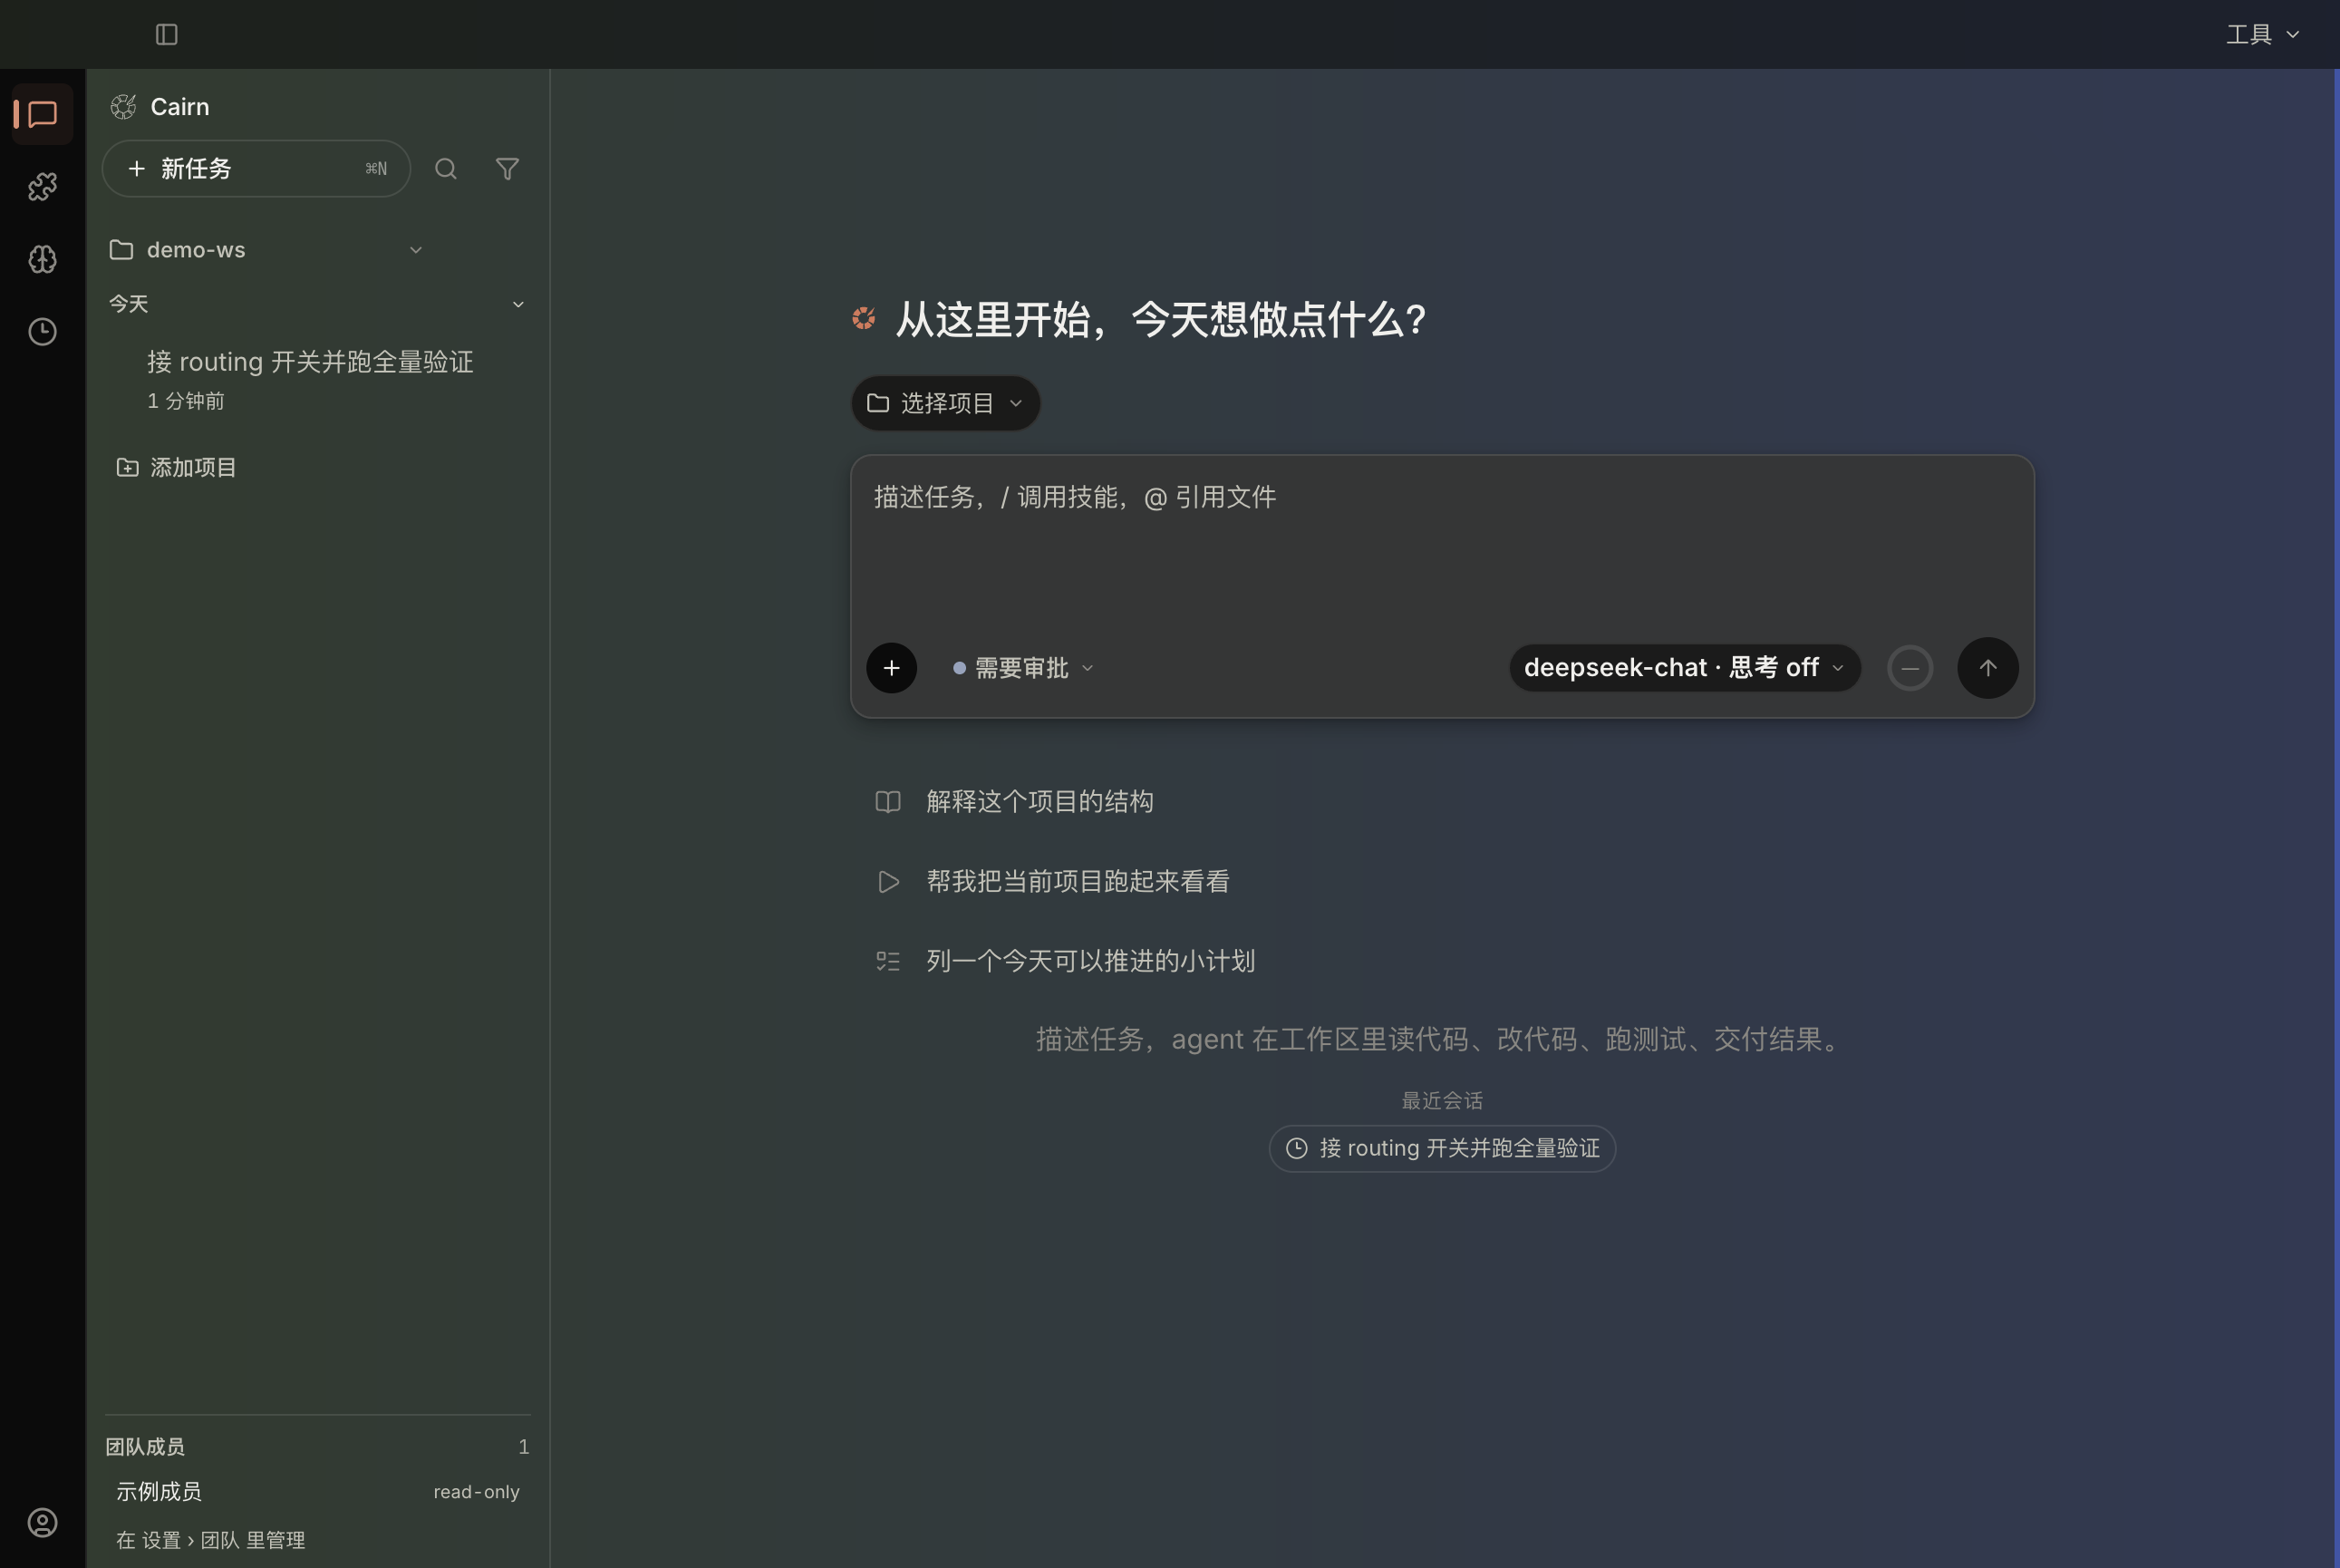 工具
Cairn
新任务 ⌘N
demo-ws
今天
接 routing 开关并跑全量验证
1 分钟前
添加项目
团队成员 1
示例成员 read-only
在 设置 › 团队 里管理
从这里开始，今天想做点什么?
选择项目
描述任务，/ 调用技能，@ 引用文件
需要审批 deepseek-chat · 思考 off
解释这个项目的结构
帮我把当前项目跑起来看看
列一个今天可以推进的小计划
描述任务，agent 在工作区里读代码、改代码、跑测试、交付结果。
最近会话
接 routing 开关并跑全量验证